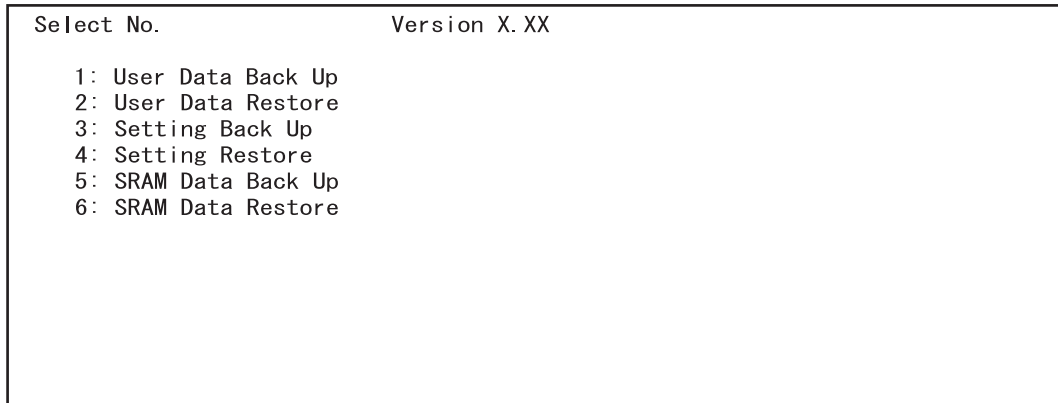 Select No. Version X.XX
1: User Data Back Up
2: User Data Restore
3: Setting Back Up
4: Setting Restore
5: SRAM Data Back Up
6: SRAM Data Restore